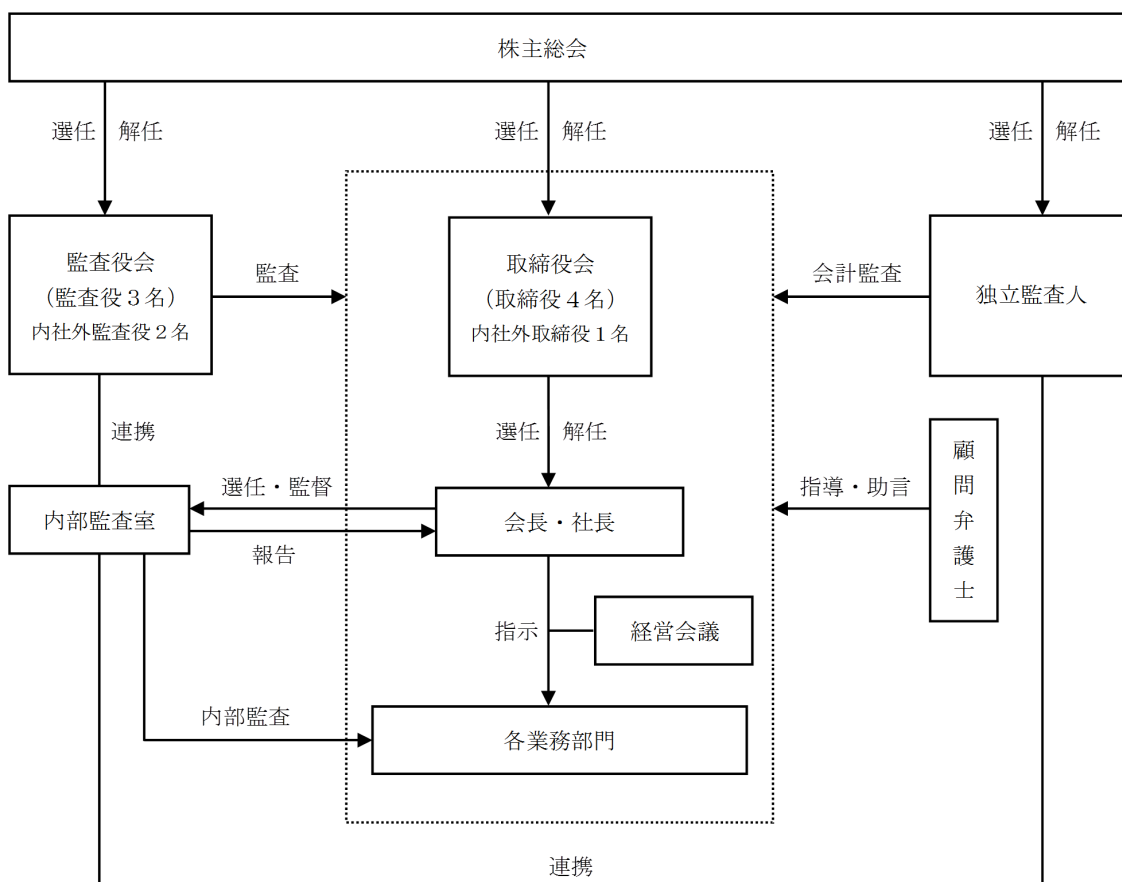 株主総会
選任 解任
選任 解任
選任 解任
監査役会
(監査役3名)
内社外監査役2名
監査
取締役会
(取締役4名)
内社外取締役1名
会計監査
独立監査人
連携
選任 解任
顧問弁護士
内部監査室
選任・監督
報告
会長・社長
指導・助言
指示
経営会議
内部監査
各業務部門
連携